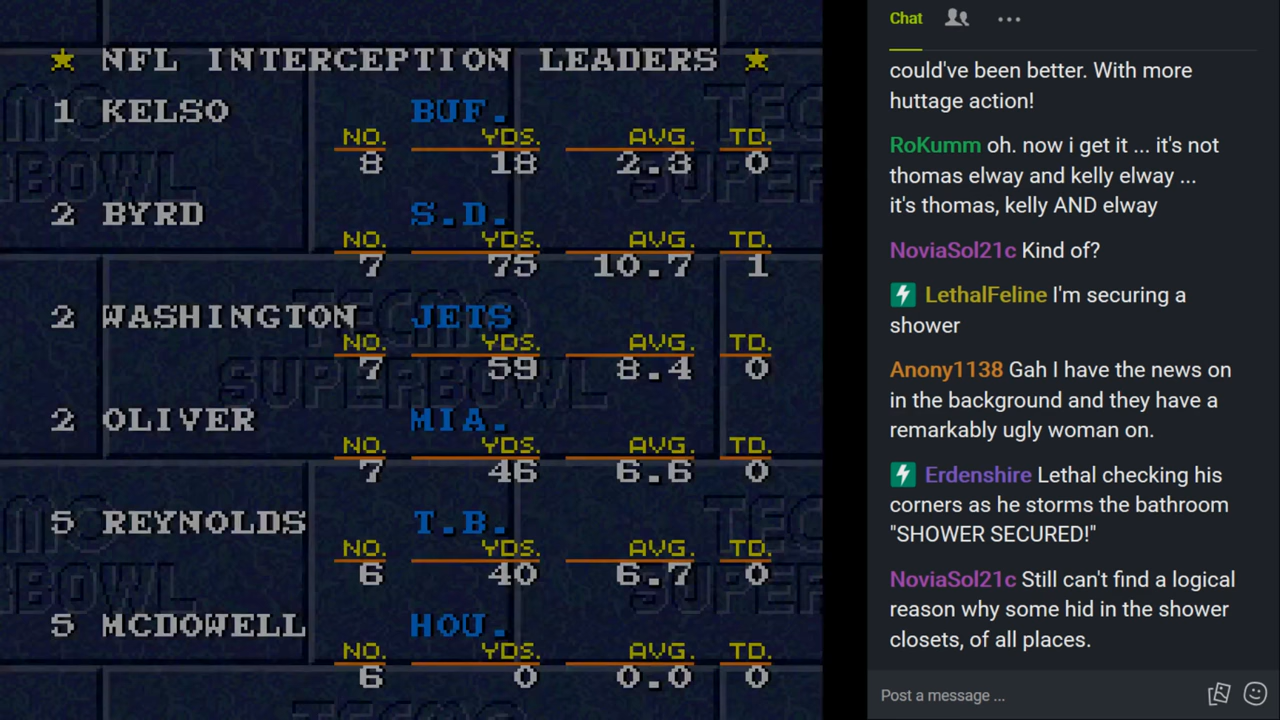 ★ NFL INTERCEPTION LEADERS ★
1 KELSO BUF.
NO. YDS. AVG. TD.
8 18 2.3 0
2 BYRD S.D.
NO. YDS. AVG. TD.
7 75 10.7 1
2 WASHINGTON JETS
NO. YDS. AVG. TD.
7 59 8.4 0
2 OLIVER MIA.
NO. YDS. AVG. TD.
7 46 6.6 0
5 REYNOLDS T.B.
NO. YDS. AVG. TD.
6 40 6.7 0
5 MCDOWELL HOU.
NO. YDS. AVG. TD.
6 0 0.0 0
TECMO
SUPERBOWL
Chat
could've been better. With more
huttage action!
RoKumm oh. now i get it ... it's not
thomas elway and kelly elway ...
it's thomas, kelly AND elway
NoviaSol21c Kind of?
LethalFeline I'm securing a
shower
Anony1138 Gah I have the news on
in the background and they have a
remarkably ugly woman on.
Erdenshire Lethal checking his
corners as he storms the bathroom
"SHOWER SECURED!"
NoviaSol21c Still can't find a logical
reason why some hid in the shower
closets, of all places.
Post a message ...